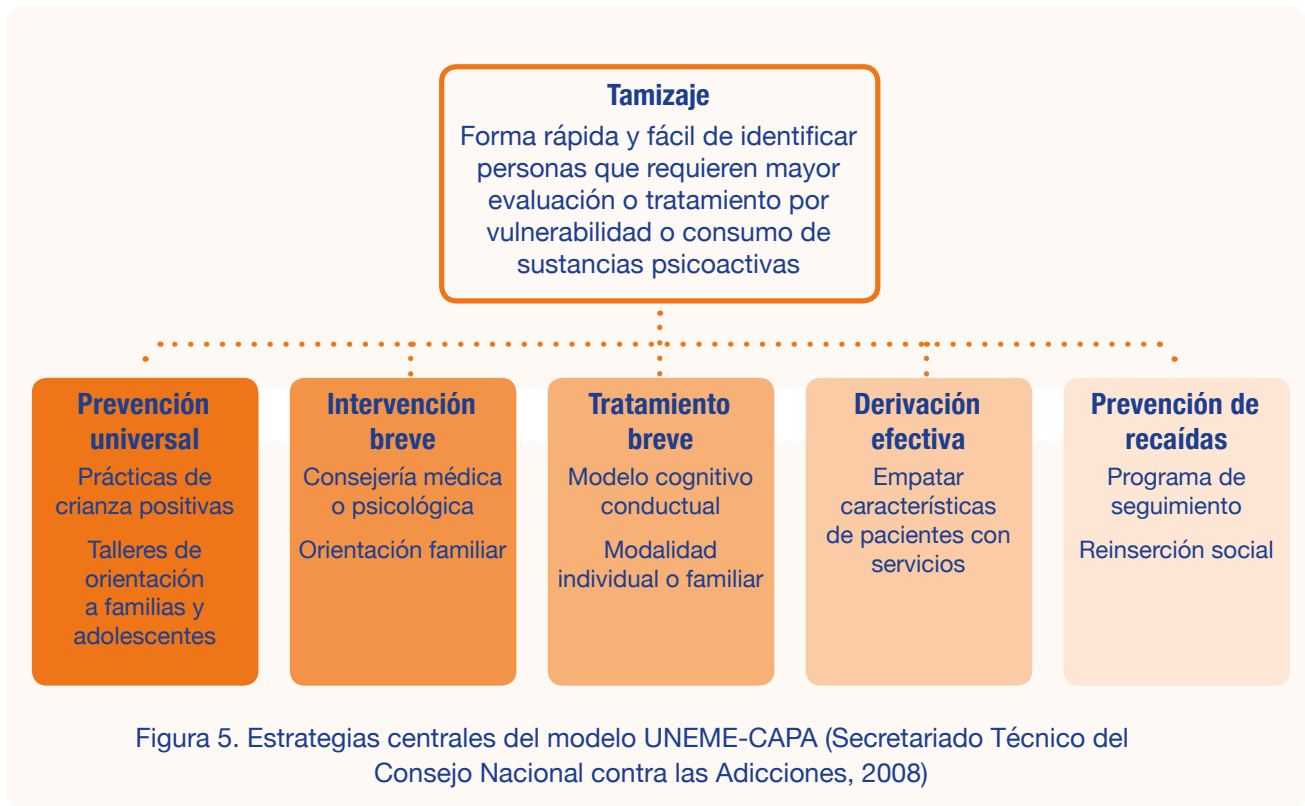 Tamizaje
Forma rápida y fácil de identificar
personas que requieren mayor
evaluación o tratamiento por
vulnerabilidad o consumo de
sustancias psicoactivas
Prevención
universal
Prácticas de
crianza positivas
Talleres de
orientación
a familias y
adolescentes
Intervención
breve
Consejería médica
o psicológica
Orientación familiar
Tratamiento
breve
Modelo cognitivo
conductual
Modalidad
individual o familiar
Derivación
efectiva
Empatar
características
de pacientes con
servicios
Prevención de
recaídas
Programa de
seguimiento
Reinserción social
Figura 5. Estrategias centrales del modelo UNEME-CAPA (Secretariado Técnico del
Consejo Nacional contra las Adicciones, 2008)